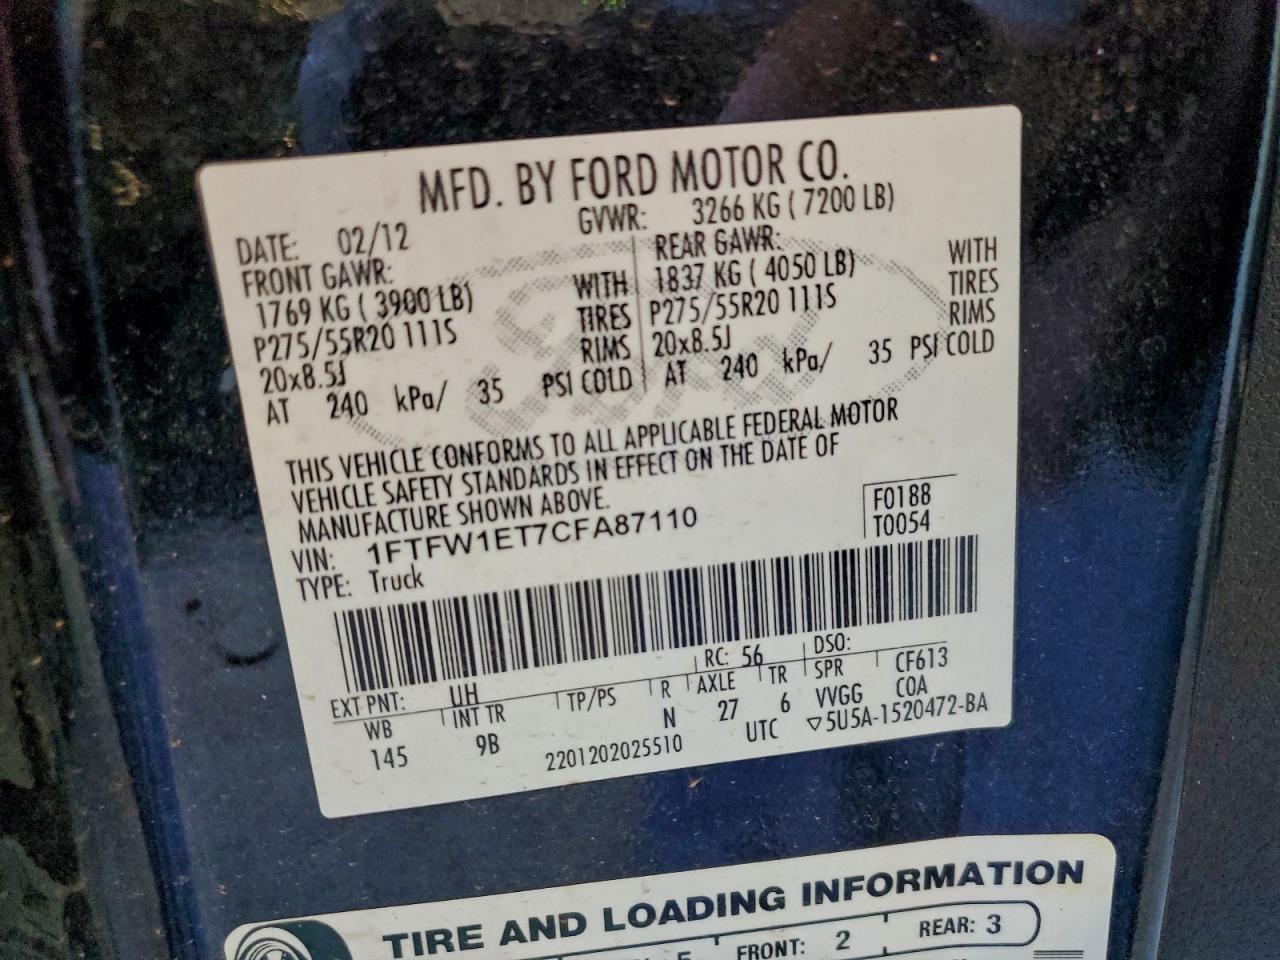 MFD. BY FORD MOTOR CO.
DATE: 02/12 GVWR: 3266 KG ( 7200 LB)
FRONT GAWR: REAR GAWR:
1769 KG ( 3900 LB) WITH 1837 KG ( 4050 LB) WITH
P275/55R20 111S TIRES P275/55R20 111S TIRES
20x8.5J RIMS 20x8.5J RIMS
AT 240 kPa/ 35 PSI COLD AT 240 kPa/ 35 PSI COLD
THIS VEHICLE CONFORMS TO ALL APPLICABLE FEDERAL MOTOR
VEHICLE SAFETY STANDARDS IN EFFECT ON THE DATE OF
MANUFACTURE SHOWN ABOVE.
VIN: 1FTFW1ET7CFA87110 F0188
TYPE: Truck T0054
EXT PNT: UH RC: 56 DSO:
WB INT TR TP/PS R AXLE TR SPR CF613
145 9B N 27 6 VVGG COA
2201202025510 UTC ▽5U5A-1520472-BA
TIRE AND LOADING INFORMATION
FRONT: 2 REAR: 3